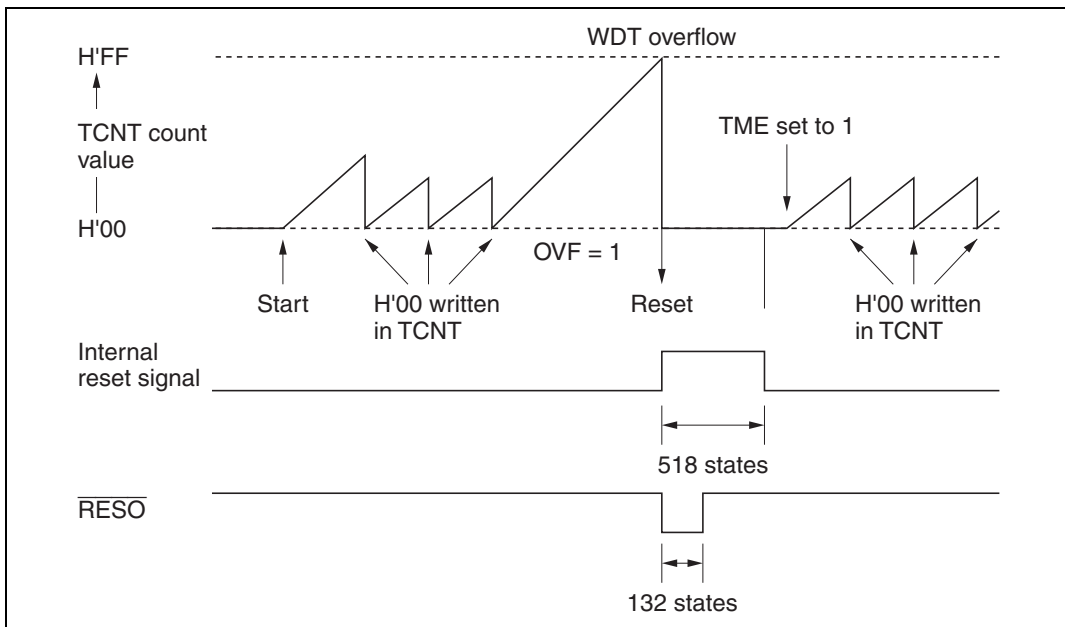 WDT overflow
H'FF
TME set to 1
TCNT count
value
H'00
OVF = 1
Start
H'00 written
in TCNT
Reset
H'00 written
in TCNT
Internal
reset signal
518 states
RESO
132 states